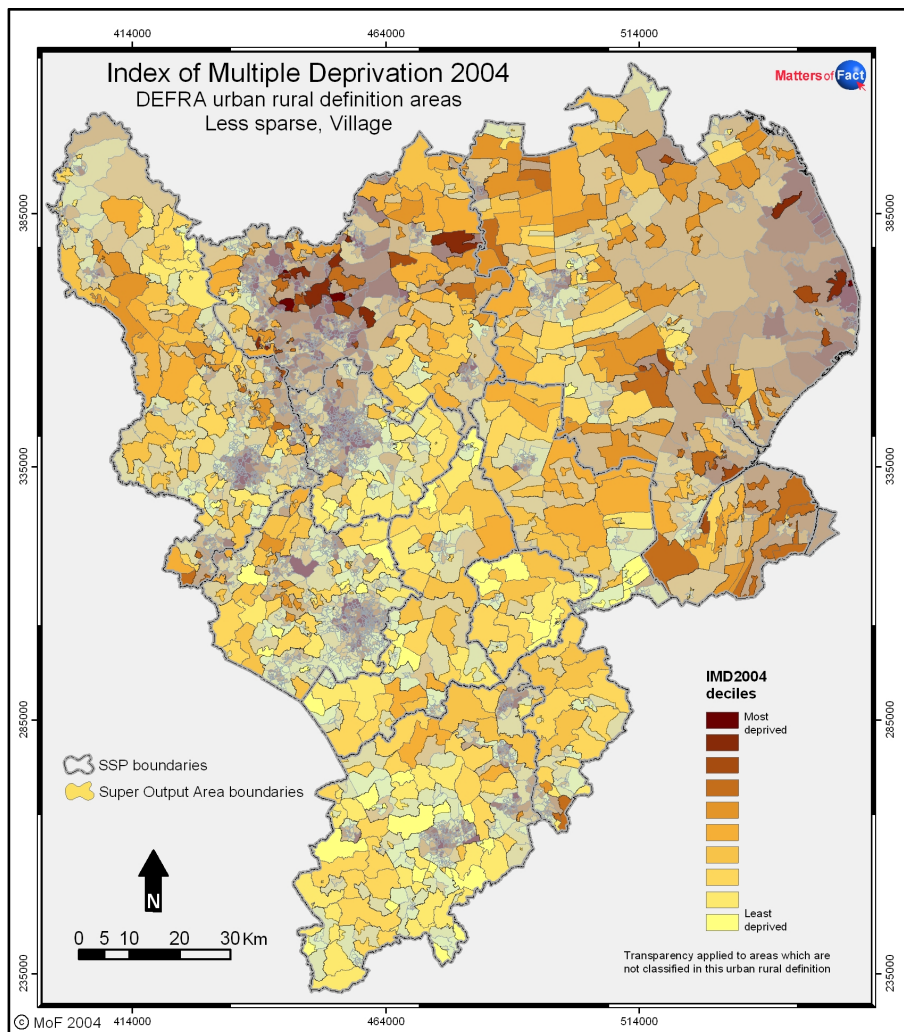 414000 464000 514000
Index of Multiple Deprivation 2004
DEFRA urban rural definition areas
Less sparse, Village
Matters of Fact
385000 385000
335000 335000
IMD2004
deciles
Most
deprived
285000 285000
SSP boundaries
Super Output Area boundaries
N
Least
deprived
0 5 10 20 30 Km
Transparency applied to areas which are
not classified in this urban rural definition
235000 235000
© MoF 2004
414000 464000 514000